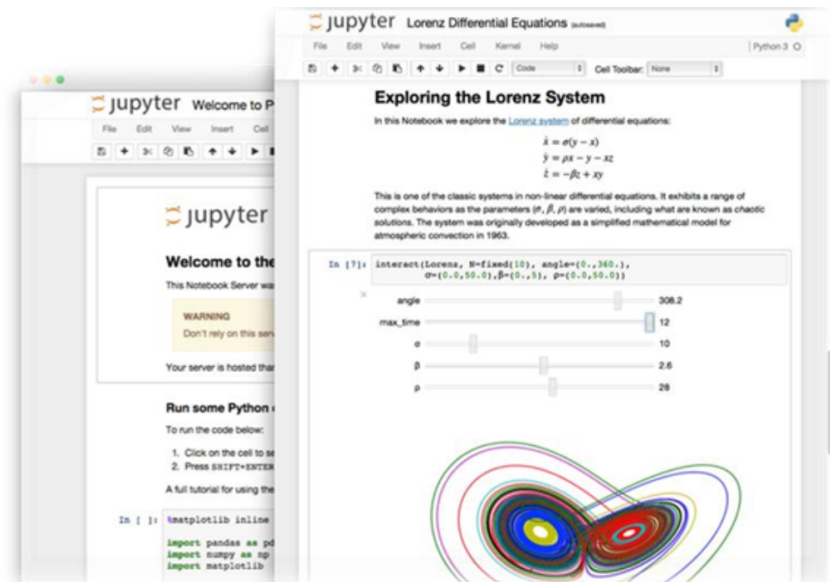 jupyter Lorenz Differential Equations (autosaved)
File Edit View Insert Cell Kernel Help Python 3
Code Cell Toolbar: None
Exploring the Lorenz System
In this Notebook we explore the Lorenz system of differential equations:
ẋ = σ(y − x)
ẏ = ρx − y − xz
ż = −βz + xy
This is one of the classic systems in non-linear differential equations. It exhibits a range of
complex behaviors as the parameters (σ, β, ρ) are varied, including what are known as chaotic
solutions. The system was originally developed as a simplified mathematical model for
atmospheric convection in 1963.
In [7]: interact(Lorenz, N=fixed(10), angle=(0.,360.),
σ=(0.0,50.0),β=(0.,5), ρ=(0.0,50.0))
angle 308.2
max_time 12
σ 10
β 2.6
ρ 28
jupyter Welcome to P
File Edit View Insert Cell
jupyter
Welcome to the
This Notebook Server was
WARNING
Don't rely on this serv
Your server is hosted than
Run some Python
To run the code below:
1. Click on the cell to se
2. Press SHIFT+ENTER
A full tutorial for using the
In [ ]: %matplotlib inline
import pandas as pd
import numpy as np
import matplotlib